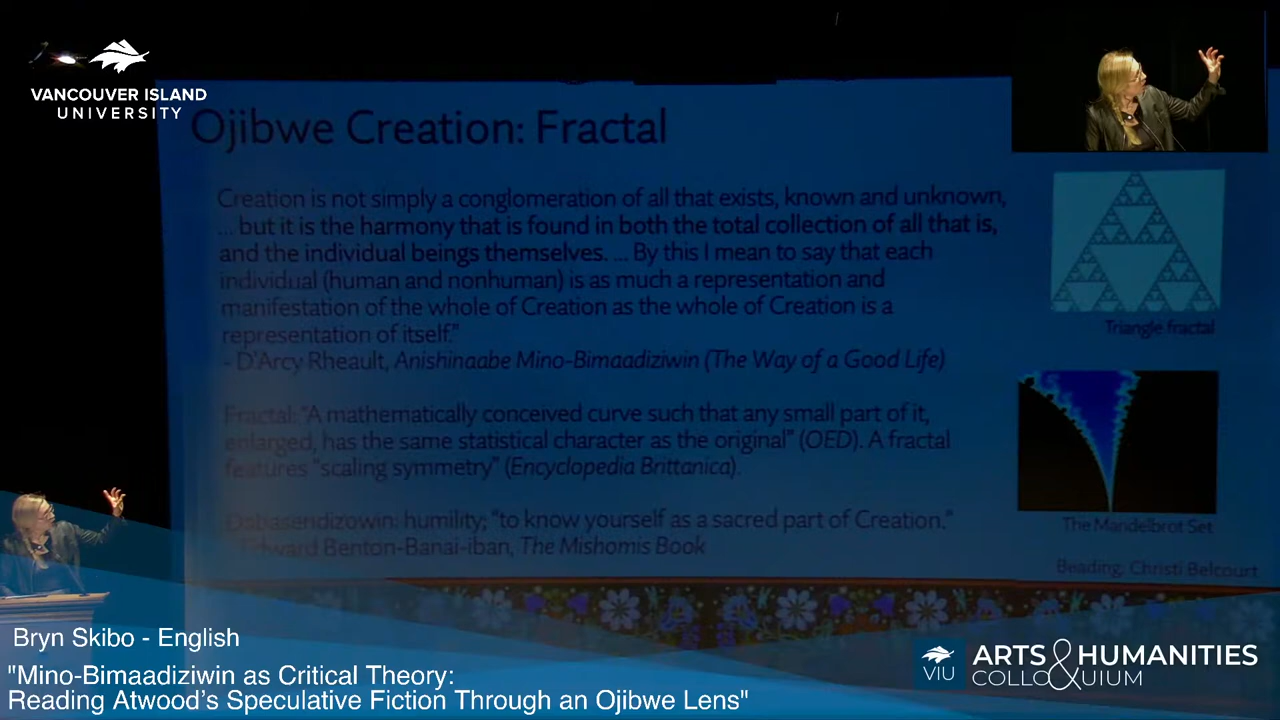 VANCOUVER ISLAND
UNIVERSITY
Ojibwe Creation: Fractal
Creation is not simply a conglomeration of all that exists, known and unknown,
... but it is the harmony that is found in both the total collection of all that is,
and the individual beings themselves. ... By this I mean to say that each
individual (human and nonhuman) is as much a representation and
manifestation of the whole of Creation as the whole of Creation is a
representation of itself."
- D'Arcy Rheault, Anishinaabe Mino-Bimaadiziwin (The Way of a Good Life)
Fractal: "A mathematically conceived curve such that any small part of it,
enlarged, has the same statistical character as the original" (OED). A fractal
features "scaling symmetry" (Encyclopedia Brittanica).
Dabasendizowin: humility; "to know yourself as a sacred part of Creation."
Edward Benton-Banai-iban, The Mishomis Book
Triangle fractal
The Mandelbrot Set
Beading: Christi Belcourt
Bryn Skibo - English
"Mino-Bimaadiziwin as Critical Theory:
Reading Atwood's Speculative Fiction Through an Ojibwe Lens"
VIU
ARTS & HUMANITIES
COLLOQUIUM